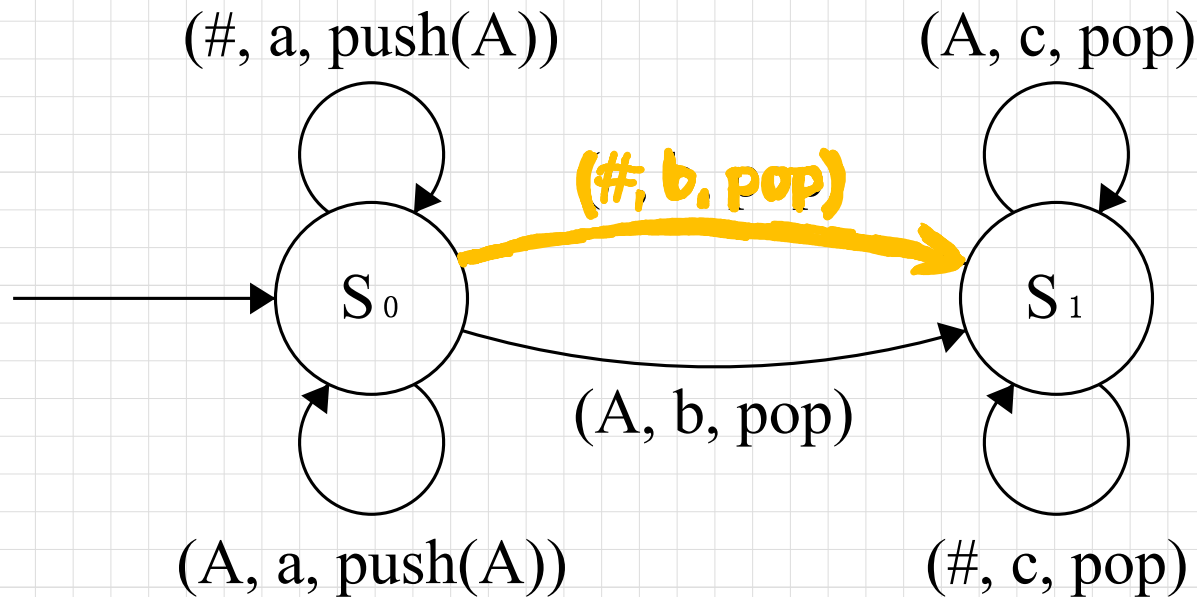 (#, a, push(A))
(A, c, pop)
(#, b, pop)
S₀
S₁
(A, b, pop)
(A, a, push(A))
(#, c, pop)